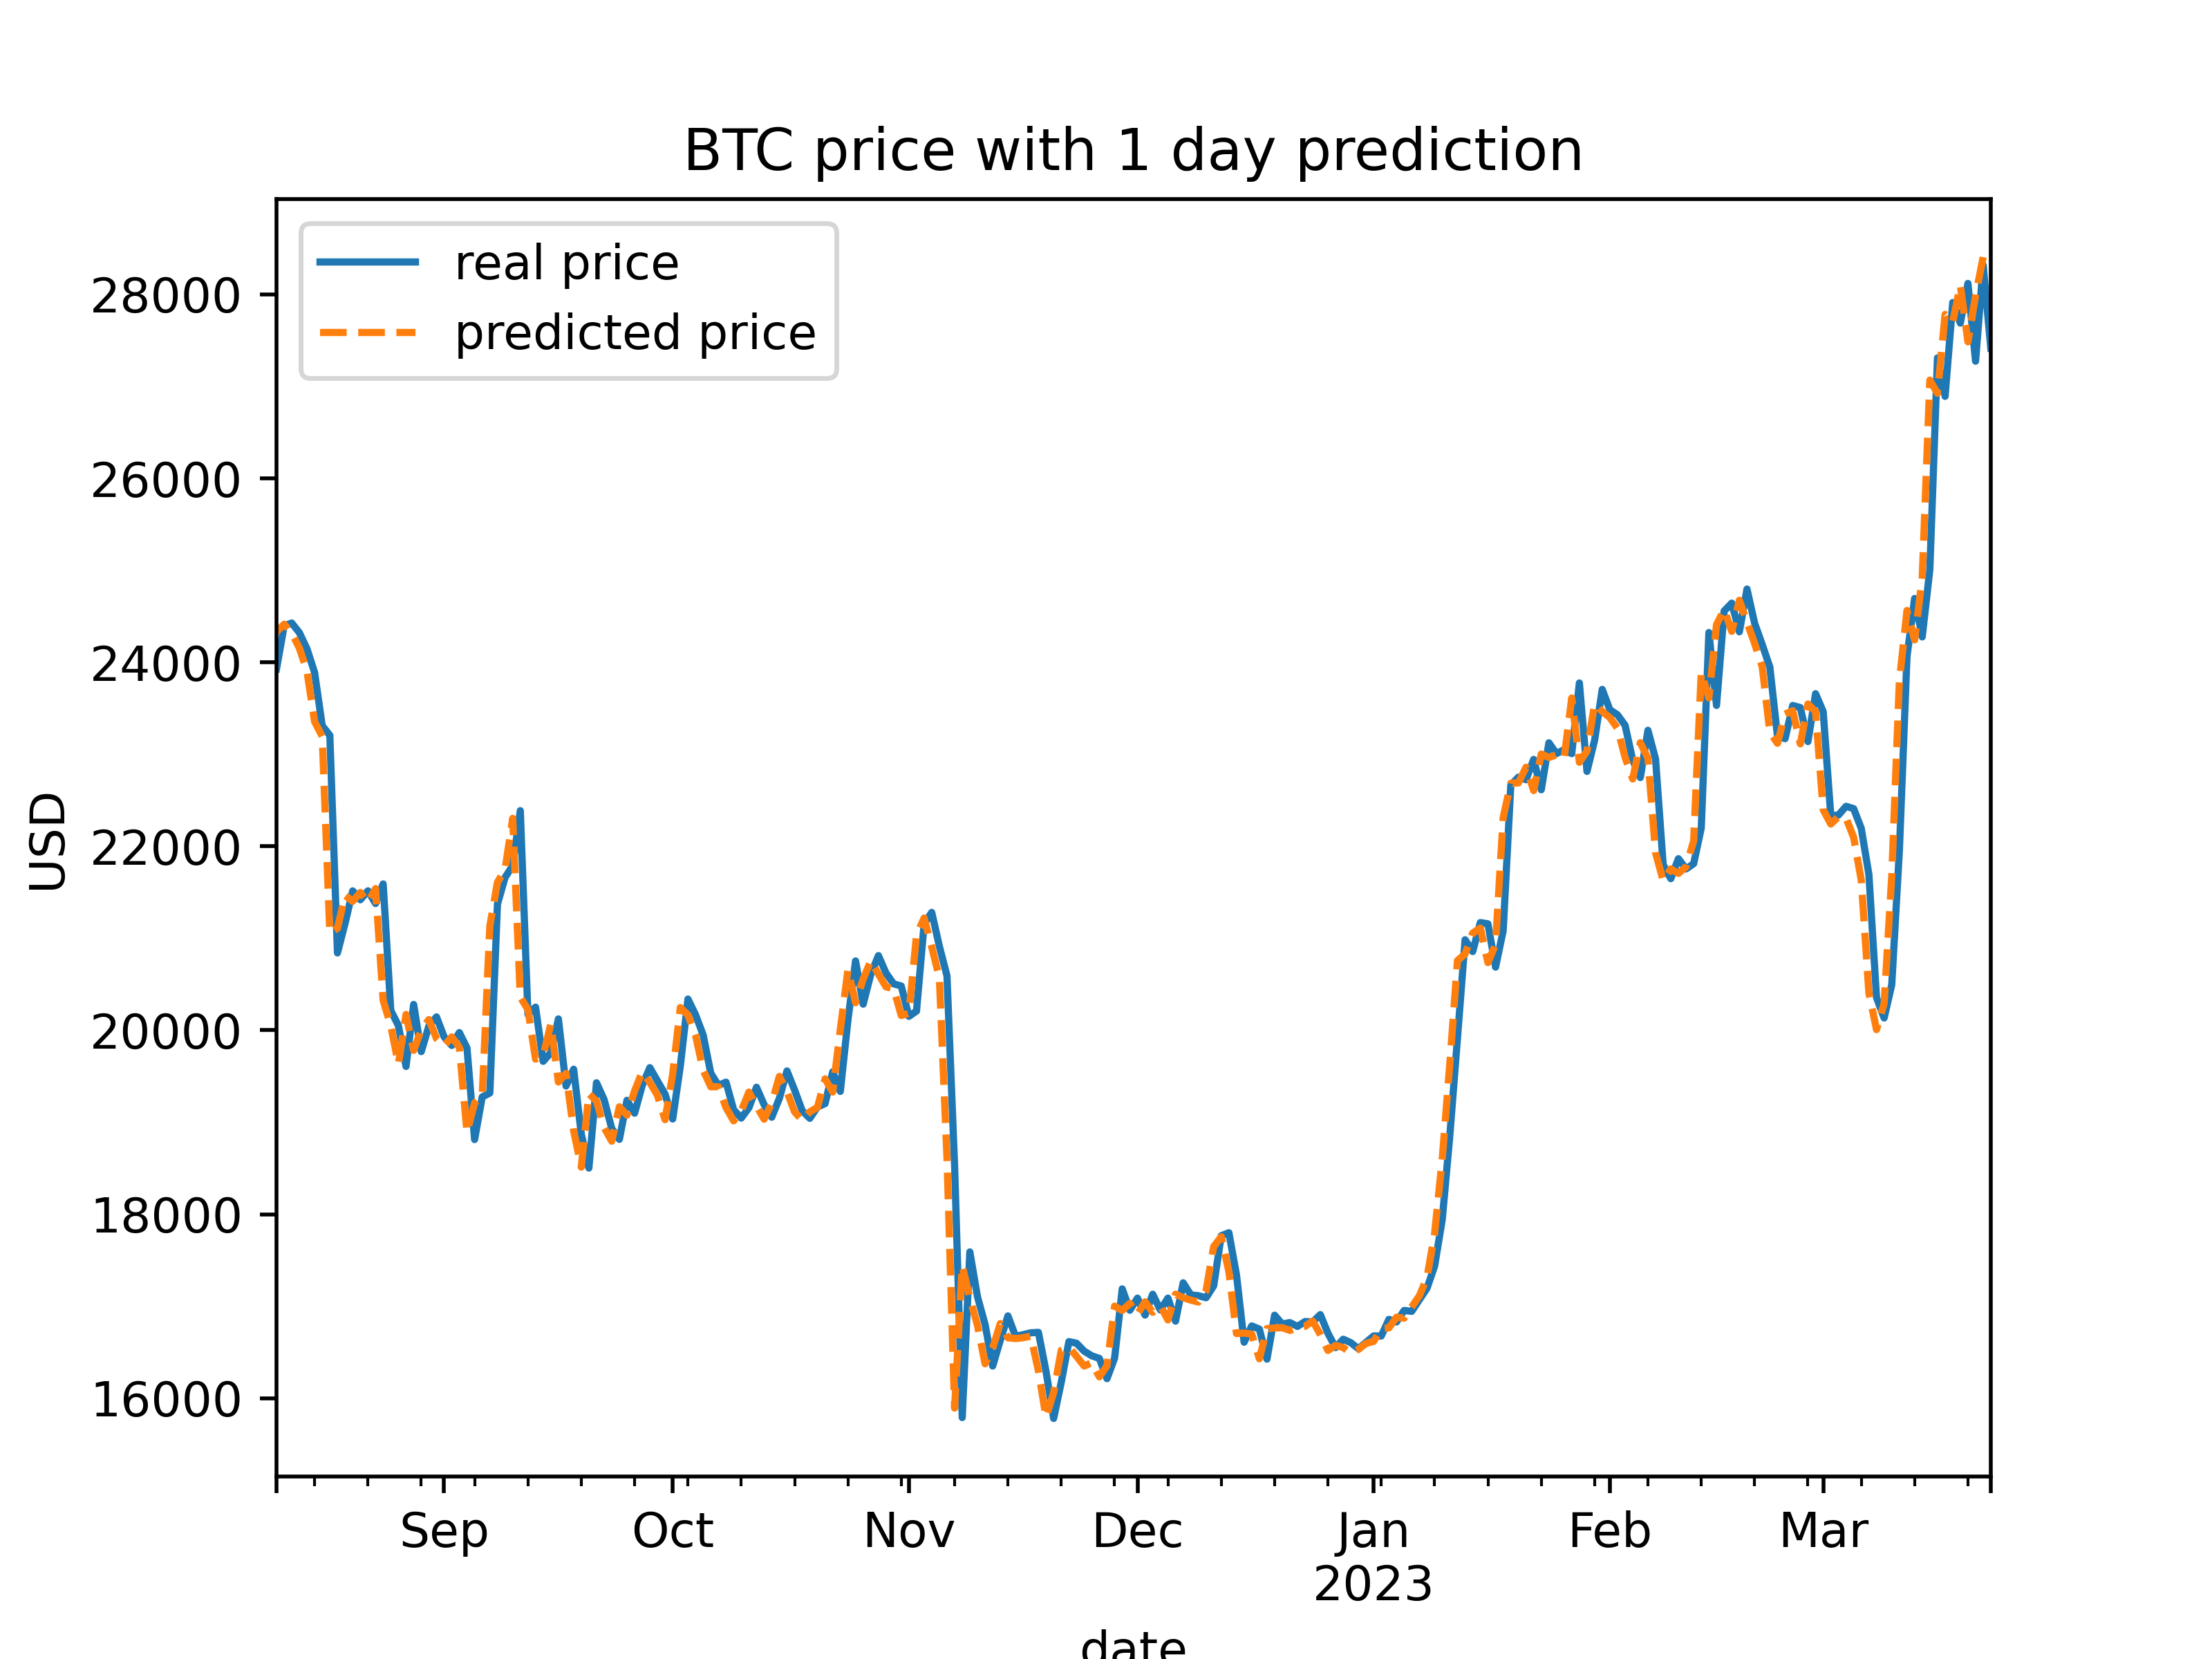 BTC price with 1 day prediction
real price
predicted price
28000
26000
24000
22000
20000
18000
16000
USD
Sep Oct Nov Dec Jan Feb Mar
2023
date